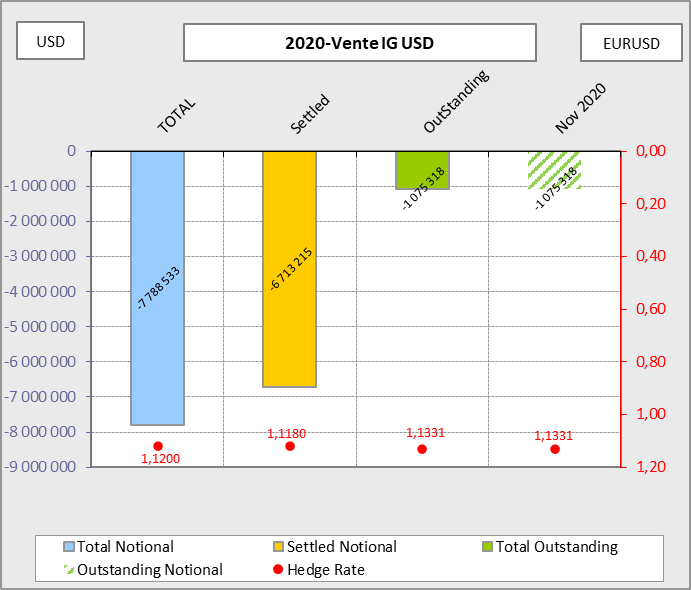 USD
2020-Vente IG USD
EURUSD
TOTAL
Settled
OutStanding
Nov 2020
0
-1 000 000
-2 000 000
-3 000 000
-4 000 000
-5 000 000
-6 000 000
-7 000 000
-8 000 000
-9 000 000
-7 788 533
-6 713 215
-1 075 318
-1 075 318
1,1200
1,1180
1,1331
1,1331
0,00
0,20
0,40
0,60
0,80
1,00
1,20
Total Notional
Settled Notional
Total Outstanding
Outstanding Notional
Hedge Rate